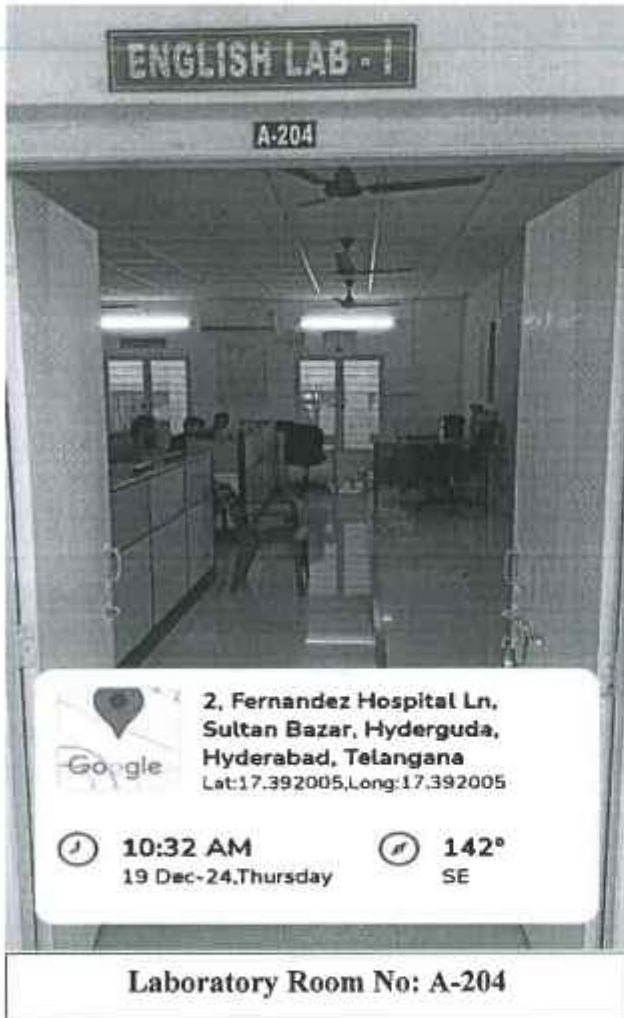 ENGLISH LAB - I
A-204
2, Fernandez Hospital Ln,
Sultan Bazar, Hyderguda,
Hyderabad, Telangana
Lat:17.392005,Long:17.392005
Google
10:32 AM
19 Dec-24,Thursday
142°
SE
Laboratory Room No: A-204